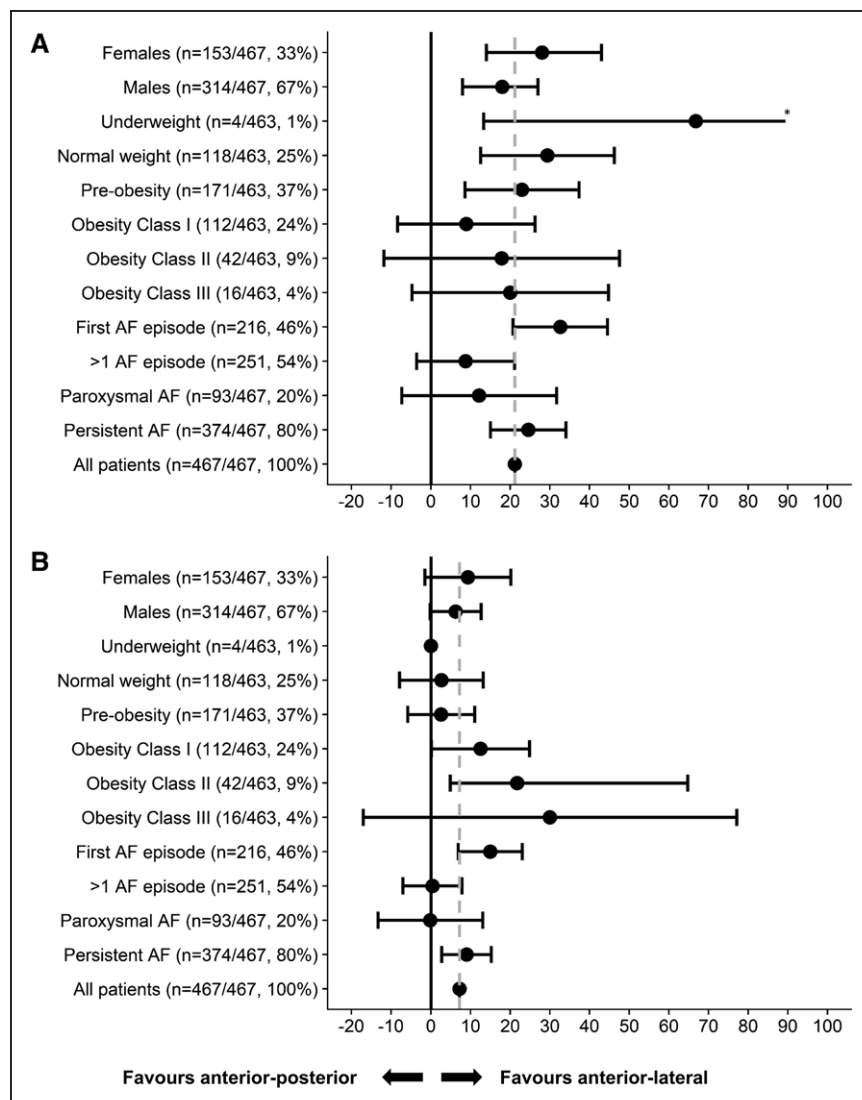 A
Females (n=153/467, 33%)
Males (n=314/467, 67%)
Underweight (n=4/463, 1%)
*
Normal weight (n=118/463, 25%)
Pre-obesity (n=171/463, 37%)
Obesity Class I (112/463, 24%)
Obesity Class II (42/463, 9%)
Obesity Class III (16/463, 4%)
First AF episode (n=216, 46%)
>1 AF episode (n=251, 54%)
Paroxysmal AF (n=93/467, 20%)
Persistent AF (n=374/467, 80%)
All patients (n=467/467, 100%)
-20 -10 0 10 20 30 40 50 60 70 80 90 100
B
Females (n=153/467, 33%)
Males (n=314/467, 67%)
Underweight (n=4/463, 1%)
Normal weight (n=118/463, 25%)
Pre-obesity (n=171/463, 37%)
Obesity Class I (112/463, 24%)
Obesity Class II (42/463, 9%)
Obesity Class III (16/463, 4%)
First AF episode (n=216, 46%)
>1 AF episode (n=251, 54%)
Paroxysmal AF (n=93/467, 20%)
Persistent AF (n=374/467, 80%)
All patients (n=467/467, 100%)
-20 -10 0 10 20 30 40 50 60 70 80 90 100
Favours anterior-posterior Favours anterior-lateral